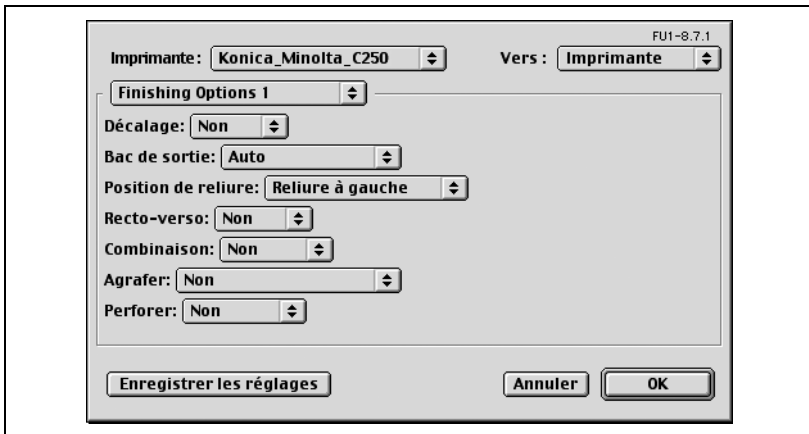 FU1-8.7.1
Imprimante: Konica_Minolta_C250 Vers: Imprimante
Finishing Options 1
Décalage: Non
Bac de sortie: Auto
Position de reliure: Reliure à gauche
Recto-verso: Non
Combinaison: Non
Agrafer: Non
Perforer: Non
Enregistrer les réglages Annuler OK